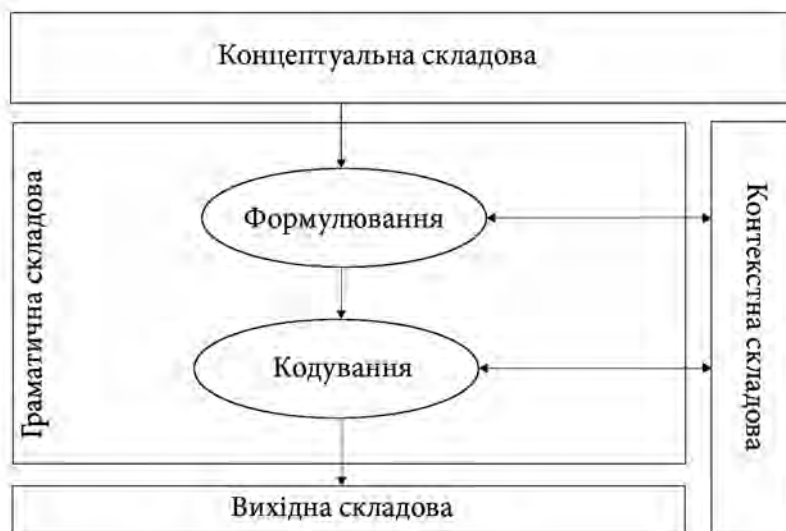 Концептуальна складова
Граматична складова
Формулювання
Кодування
Контекстна складова
Вихідна складова